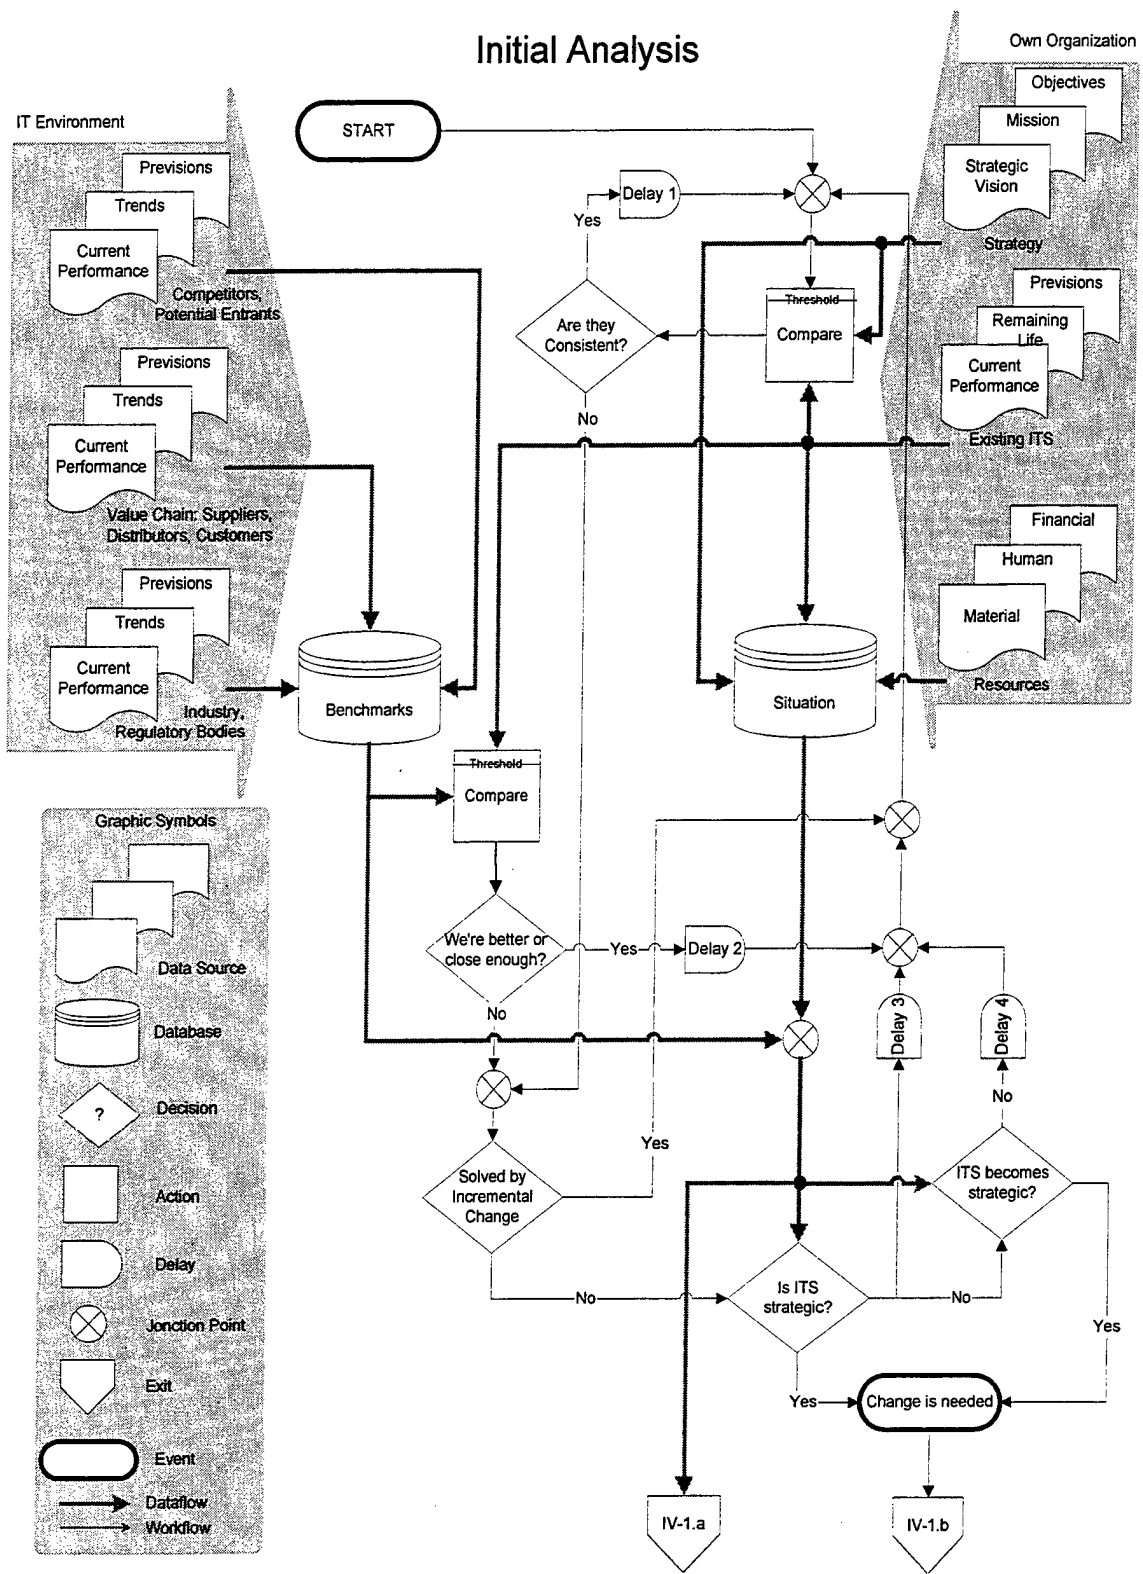 Initial Analysis
Own Organization
IT Environment
START
Objectives
Mission
Strategic
Vision
Strategy
Previsions
Trends
Current
Performance
Competitors,
Potential Entrants
Previsions
Trends
Current
Performance
Value Chain: Suppliers,
Distributors, Customers
Previsions
Trends
Current
Performance
Industry,
Regulatory Bodies
Delay 1
Yes
Are they
Consistent?
No
Threshold
Compare
Previsions
Remaining
Life
Current
Performance
Existing ITS
Financial
Human
Material
Resources
Benchmarks
Situation
Threshold
Compare
We're better or
close enough?
Yes
Delay 2
No
Delay 3
Delay 4
No
Solved by
Incremental
Change
Yes
No
ITS becomes
strategic?
Is ITS
strategic?
No
Yes
Yes
Change is needed
IV-1.a
IV-1.b
Graphic Symbols
Data Source
Database
?
Decision
Action
Delay
Jonction Point
Exit
Event
Dataflow
Workflow